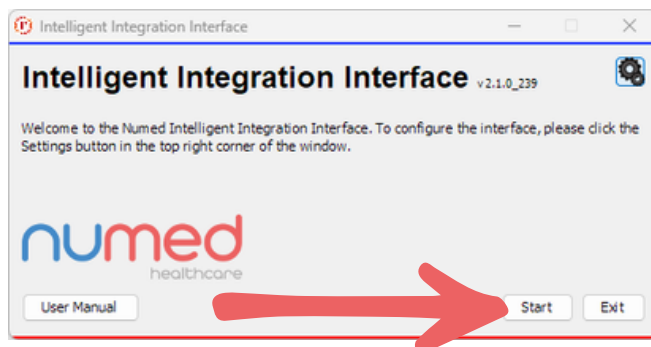 Intelligent Integration Interface
Intelligent Integration Interface v2.1.0_239
Welcome to the Numed Intelligent Integration Interface. To configure the interface, please click the
Settings button in the top right corner of the window.
numed
healthcare
User Manual Start Exit